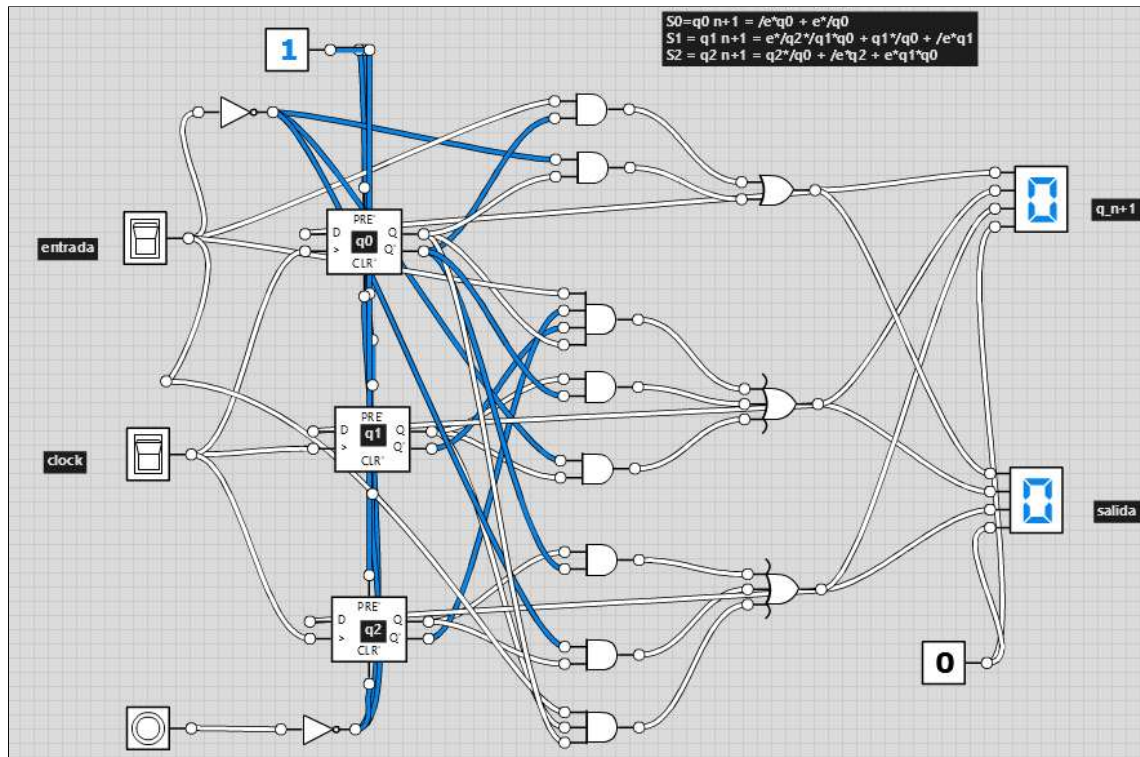 S0=q0 n+1 = /e*q0 + e*/q0
S1 = q1 n+1 = e*/q2*/q1*q0 + q1*/q0 + /e*q1
S2 = q2 n+1 = q2*/q0 + /e*q2 + e*q1*q0
1
entrada
PRE'
D
q0
Q
>
Q'
CLR'
0
q_n+1
clock
PRE'
D
q1
Q
>
Q'
CLR'
0
salida
PRE'
D
q2
Q
>
Q'
CLR'
0